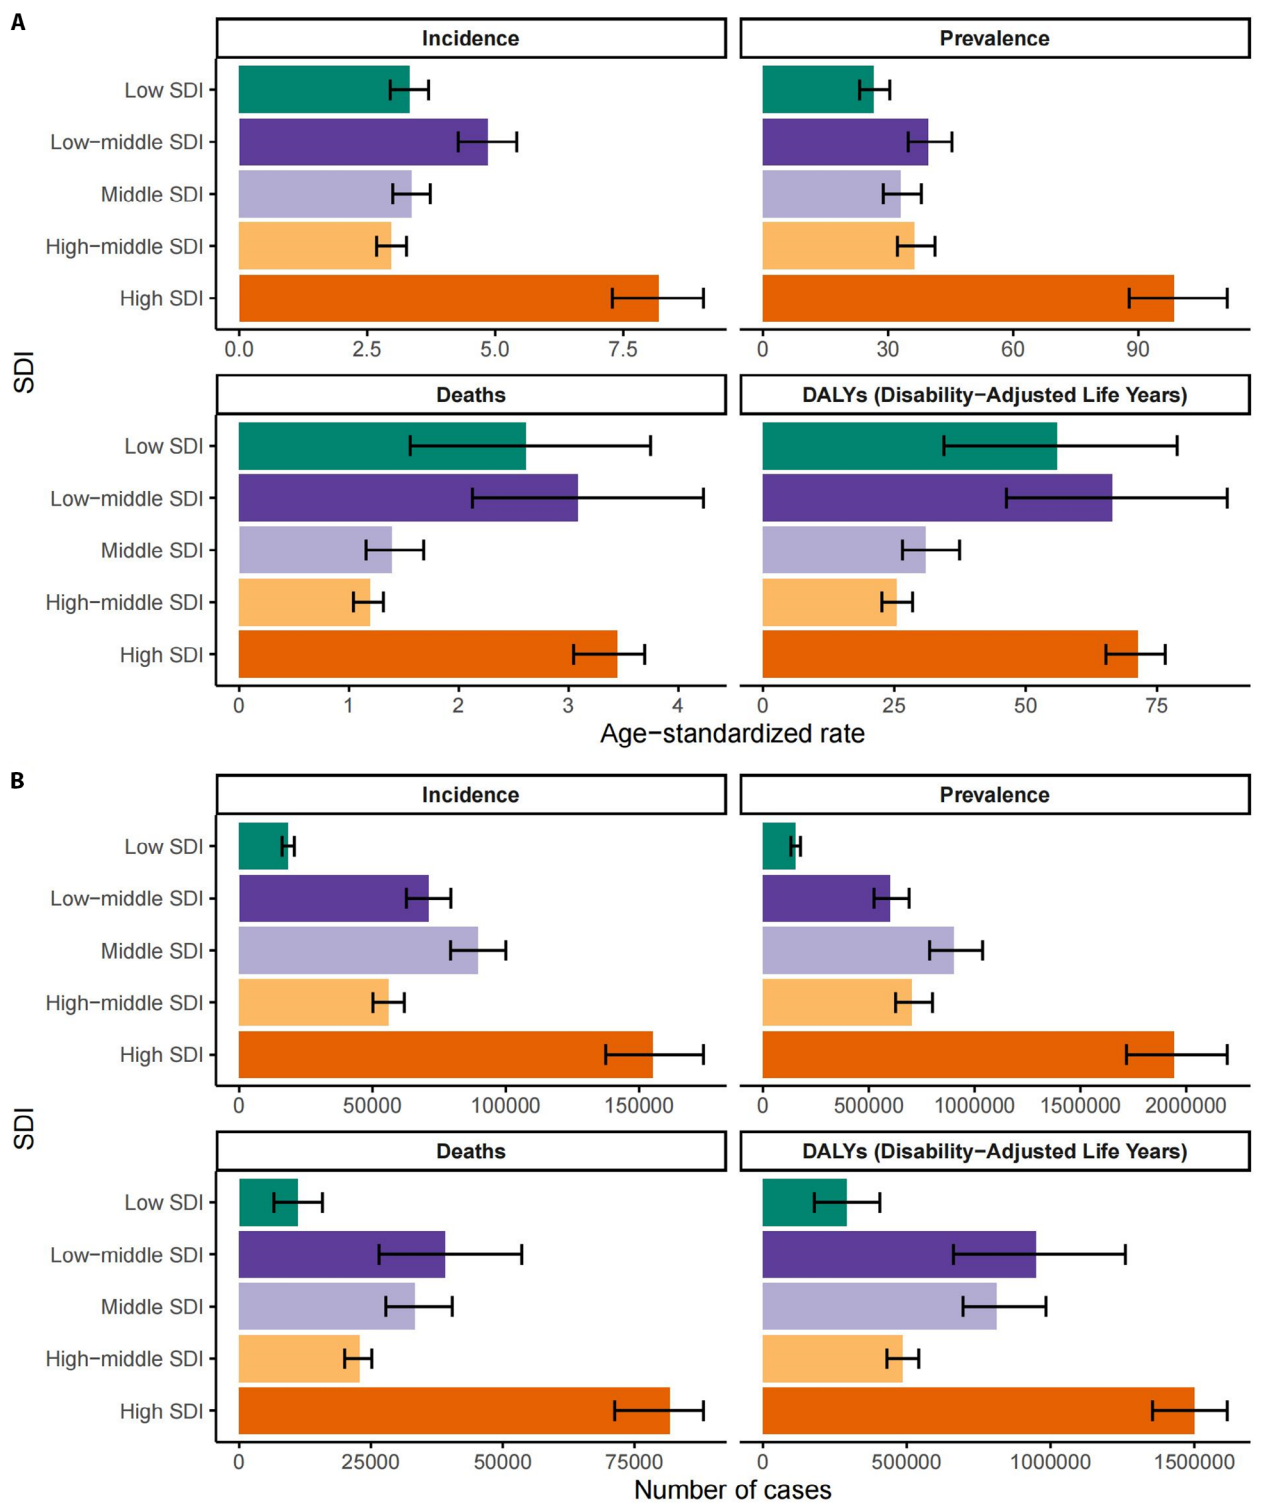 A
Incidence
Prevalence
Low SDI
Low−middle SDI
Middle SDI
High−middle SDI
High SDI
0.0 2.5 5.0 7.5
0 30 60 90
SDI
Deaths
DALYs (Disability−Adjusted Life Years)
Low SDI
Low−middle SDI
Middle SDI
High−middle SDI
High SDI
0 1 2 3 4
0 25 50 75
Age−standardized rate
B
Incidence
Prevalence
Low SDI
Low−middle SDI
Middle SDI
High−middle SDI
High SDI
0 50000 100000 150000
0 500000 1000000 1500000 2000000
SDI
Deaths
DALYs (Disability−Adjusted Life Years)
Low SDI
Low−middle SDI
Middle SDI
High−middle SDI
High SDI
0 25000 50000 75000
0 500000 1000000 1500000
Number of cases